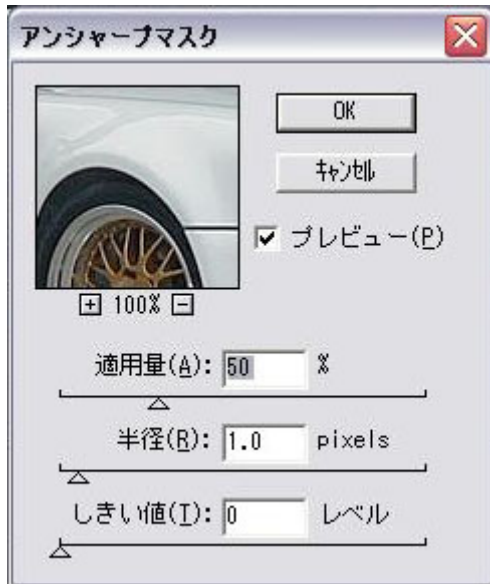 アンシャープマスク
OK
キャンセル
プレビュー(P)
+ 100% -
適用量(A): 50 %
半径(R): 1.0 pixels
しきい値(T): 0 レベル